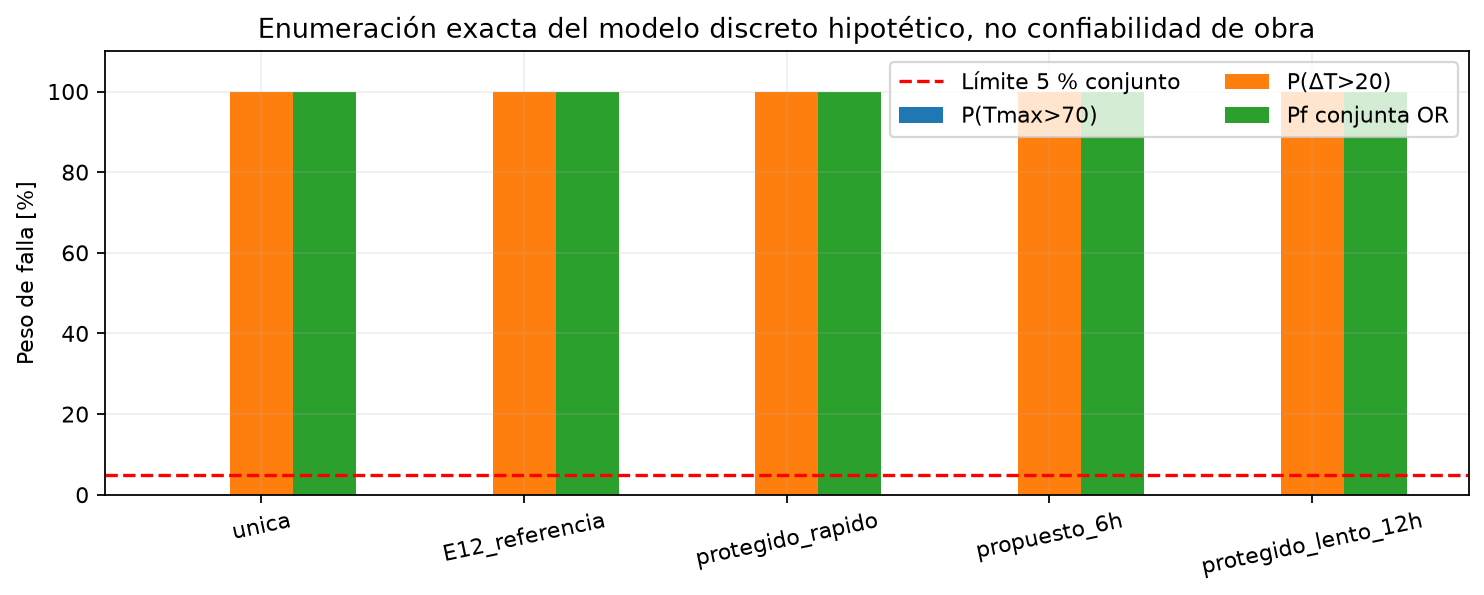 Enumeración exacta del modelo discreto hipotético, no confiabilidad de obra
Peso de falla [%]
100
80
60
40
20
0
Límite 5 % conjunto
P(Tmax>70)
P(ΔT>20)
Pf conjunta OR
unica
E12_referencia
protegido_rapido
propuesto_6h
protegido_lento_12h